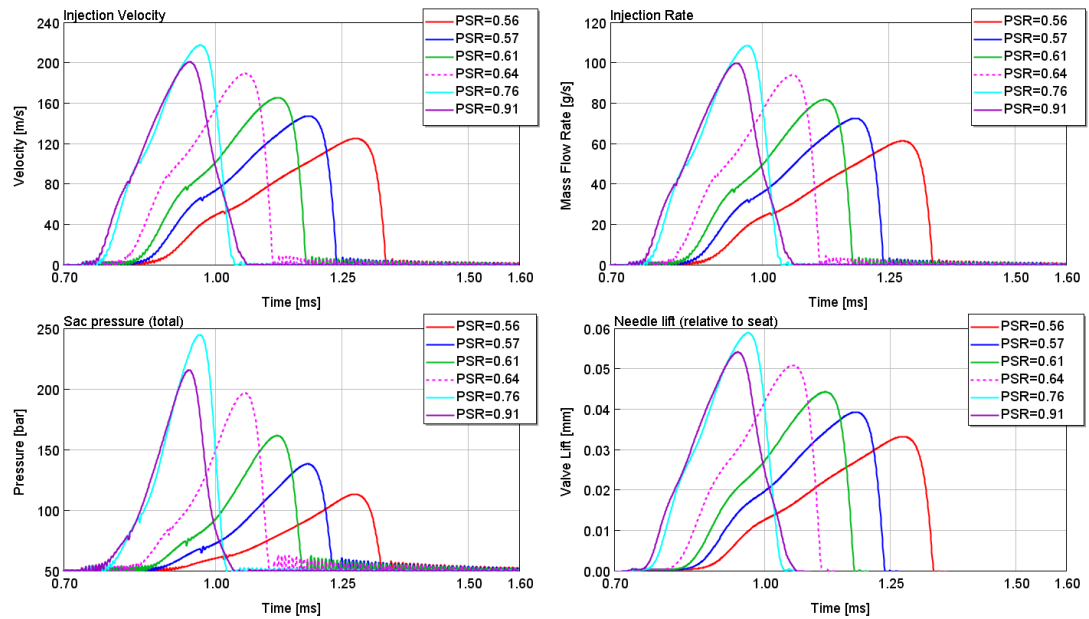 Injection Velocity
240
200
160
120
80
40
0
Velocity [m/s]
0.70
1.00
1.25
1.50
1.60
Time [ms]
PSR=0.56
PSR=0.57
PSR=0.61
PSR=0.64
PSR=0.76
PSR=0.91
Injection Rate
120
100
80
60
40
20
0
Mass Flow Rate [g/s]
0.70
1.00
1.25
1.50
1.60
Time [ms]
PSR=0.56
PSR=0.57
PSR=0.61
PSR=0.64
PSR=0.76
PSR=0.91
Sac pressure (total)
250
200
150
100
50
Pressure [bar]
0.70
1.00
1.25
1.50
1.60
Time [ms]
PSR=0.56
PSR=0.57
PSR=0.61
PSR=0.64
PSR=0.76
PSR=0.91
Needle lift (relative to seat)
0.06
0.05
0.04
0.03
0.02
0.01
0.00
Valve Lift [mm]
0.70
1.00
1.25
1.50
1.60
Time [ms]
PSR=0.56
PSR=0.57
PSR=0.61
PSR=0.64
PSR=0.76
PSR=0.91